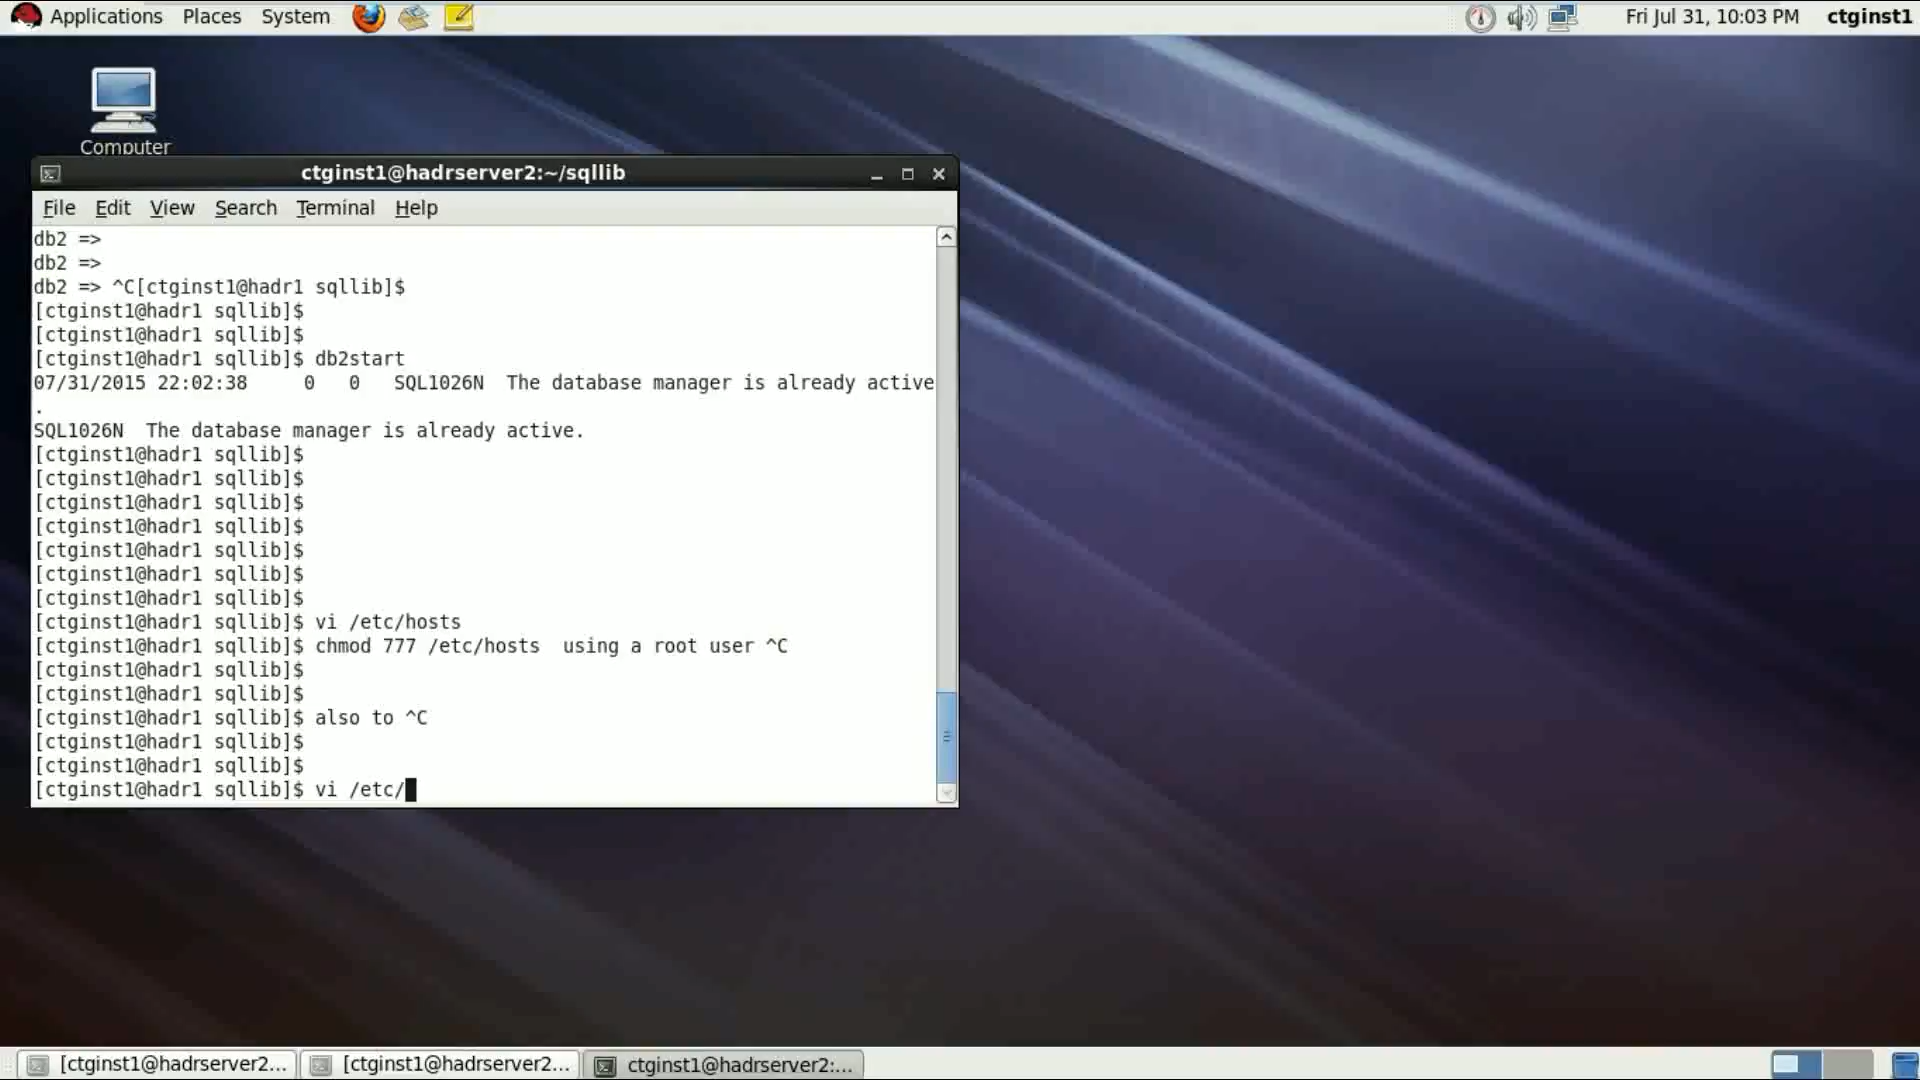 Applications Places System Fri Jul 31, 10:03 PM ctginst1
Computer
ctginst1@hadrserver2:~/sqllib
File Edit View Search Terminal Help
db2 =>
db2 =>
db2 => ^C[ctginst1@hadr1 sqllib]$
[ctginst1@hadr1 sqllib]$
[ctginst1@hadr1 sqllib]$
[ctginst1@hadr1 sqllib]$ db2start
07/31/2015 22:02:38     0   0   SQL1026N  The database manager is already active
.
SQL1026N  The database manager is already active.
[ctginst1@hadr1 sqllib]$
[ctginst1@hadr1 sqllib]$
[ctginst1@hadr1 sqllib]$
[ctginst1@hadr1 sqllib]$
[ctginst1@hadr1 sqllib]$
[ctginst1@hadr1 sqllib]$
[ctginst1@hadr1 sqllib]$
[ctginst1@hadr1 sqllib]$ vi /etc/hosts
[ctginst1@hadr1 sqllib]$ chmod 777 /etc/hosts  using a root user ^C
[ctginst1@hadr1 sqllib]$
[ctginst1@hadr1 sqllib]$
[ctginst1@hadr1 sqllib]$ also to ^C
[ctginst1@hadr1 sqllib]$
[ctginst1@hadr1 sqllib]$
[ctginst1@hadr1 sqllib]$ vi /etc/
[ctginst1@hadrserver2... [ctginst1@hadrserver2... ctginst1@hadrserver2:...